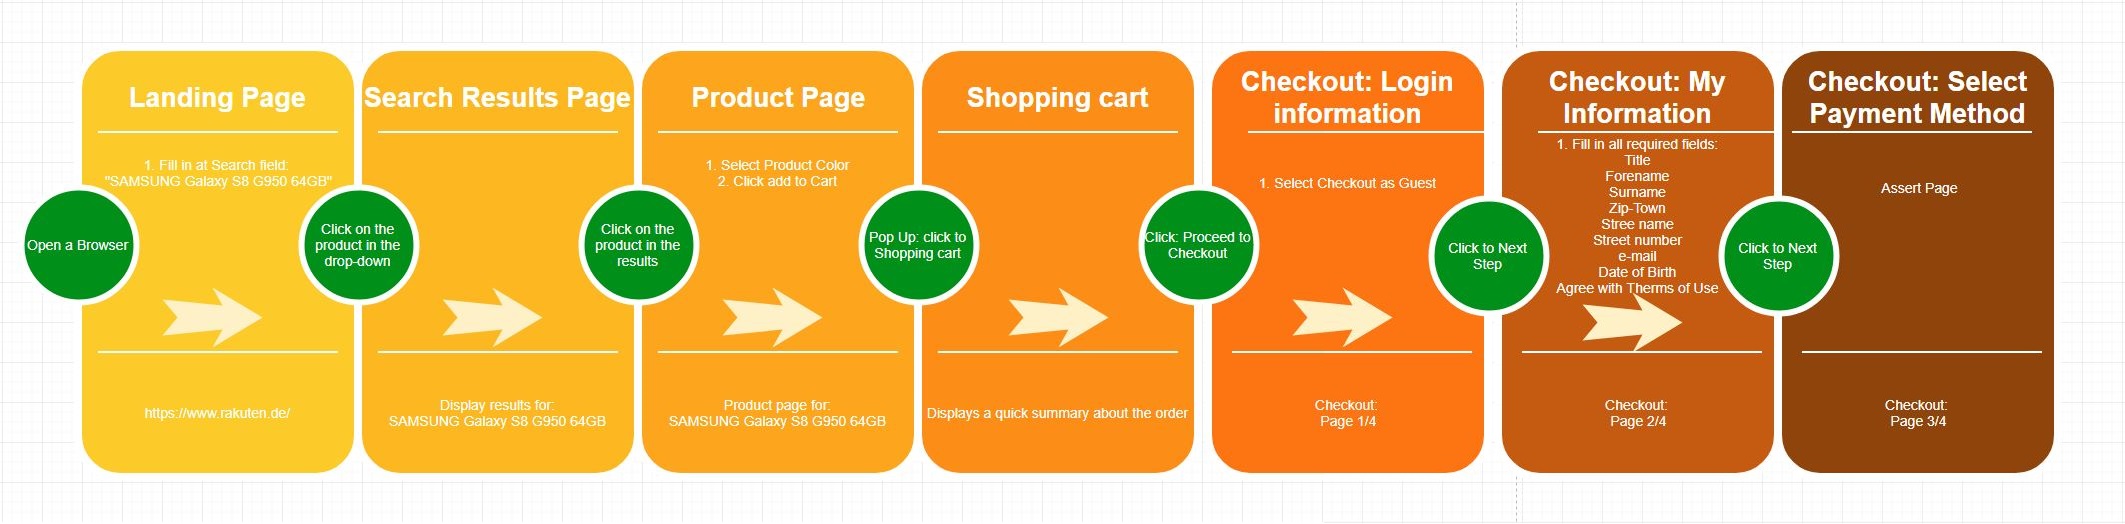 Landing Page
1. Fill in at Search field:
"SAMSUNG Galaxy S8 G950 64GB"
Open a Browser
https://www.rakuten.de/
Click on the
product in the
drop-down
Search Results Page
Display results for:
SAMSUNG Galaxy S8 G950 64GB
Click on the
product in the
results
Product Page
1. Select Product Color
2. Click add to Cart
Product page for:
SAMSUNG Galaxy S8 G950 64GB
Pop Up: click to
Shopping cart
Shopping cart
Displays a quick summary about the order
Click: Proceed to
Checkout
Checkout: Login
information
1. Select Checkout as Guest
Checkout:
Page 1/4
Click to Next
Step
Checkout: My
Information
1. Fill in all required fields:
Title
Forename
Surname
Zip-Town
Stree name
Street number
e-mail
Date of Birth
Agree with Therms of Use
Checkout:
Page 2/4
Click to Next
Step
Checkout: Select
Payment Method
Assert Page
Checkout:
Page 3/4